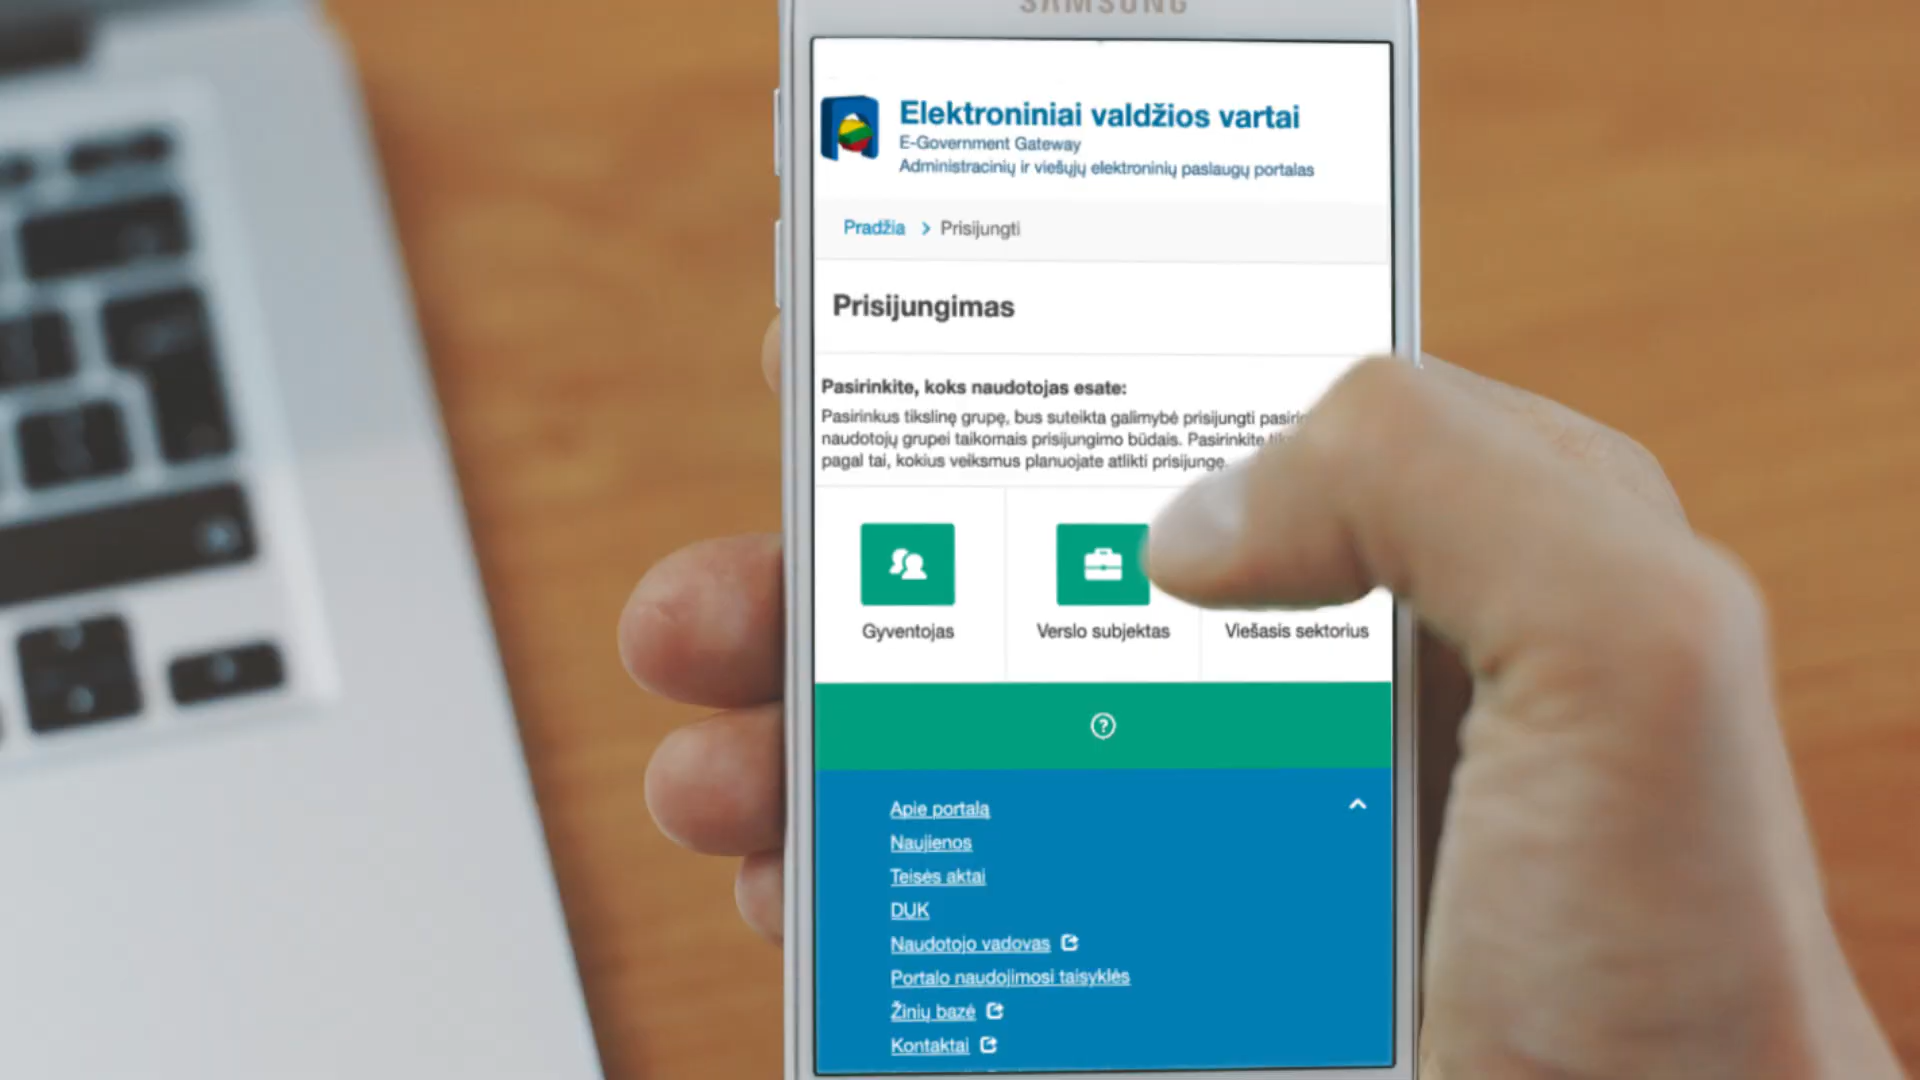 SAMSUNG
Elektroniniai valdžios vartai
E-Government Gateway
Administracinių ir viešųjų elektroninių paslaugų portalas
Pradžia > Prisijungti
Prisijungimas
Pasirinkite, koks naudotojas esate:
Pasirinkus tikslinę grupę, bus suteikta galimybė prisijungti
naudotojų grupei taikomais prisijungimo būdais. Pasirinkite
pagal tai, kokius veiksmus planuojate atlikti prisijungę.
Gyventojas
Verslo subjektas
Viešasis sektorius
Apie portalą
Naujienos
Teisės aktai
DUK
Naudotojo vadovas
Portalo naudojimosi taisyklės
Žinių bazė
Kontaktai